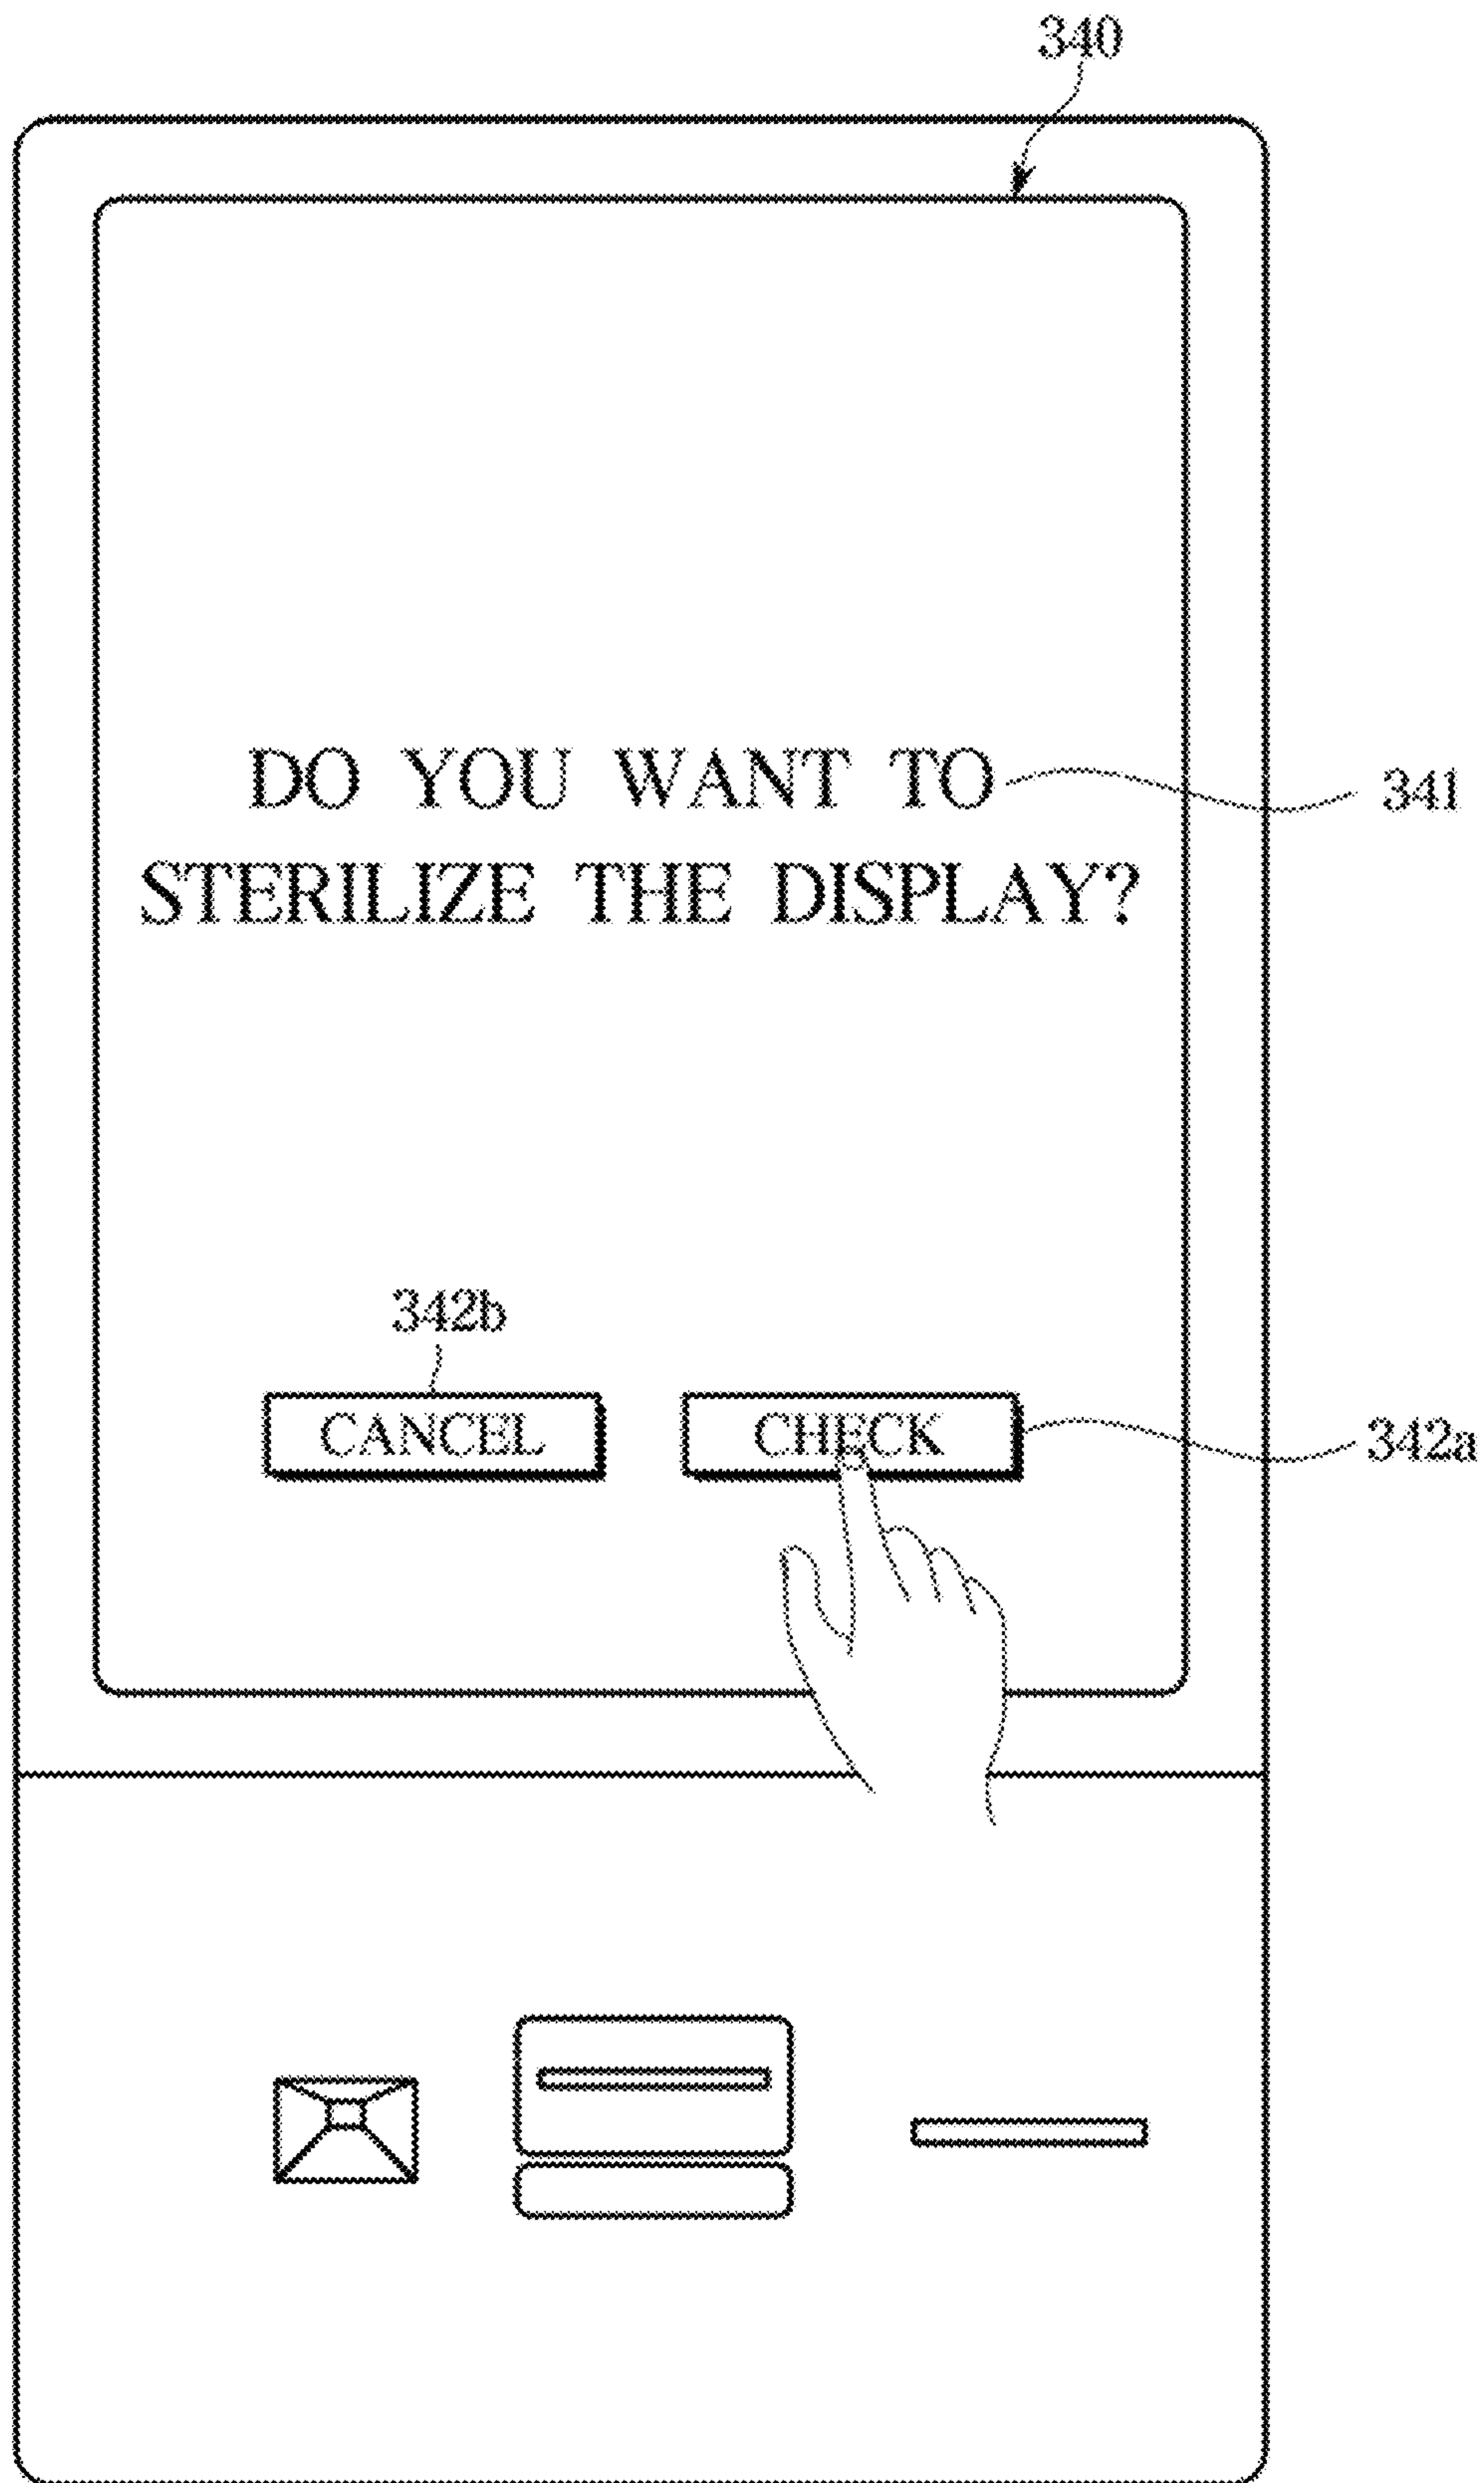 340
DO YOU WANT TO
341
STERILIZE THE DISPLAY?
342b
CANCEL
CHECK
342a